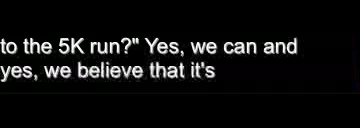 to the 5K run?" Yes, we can and
yes, we believe that it's